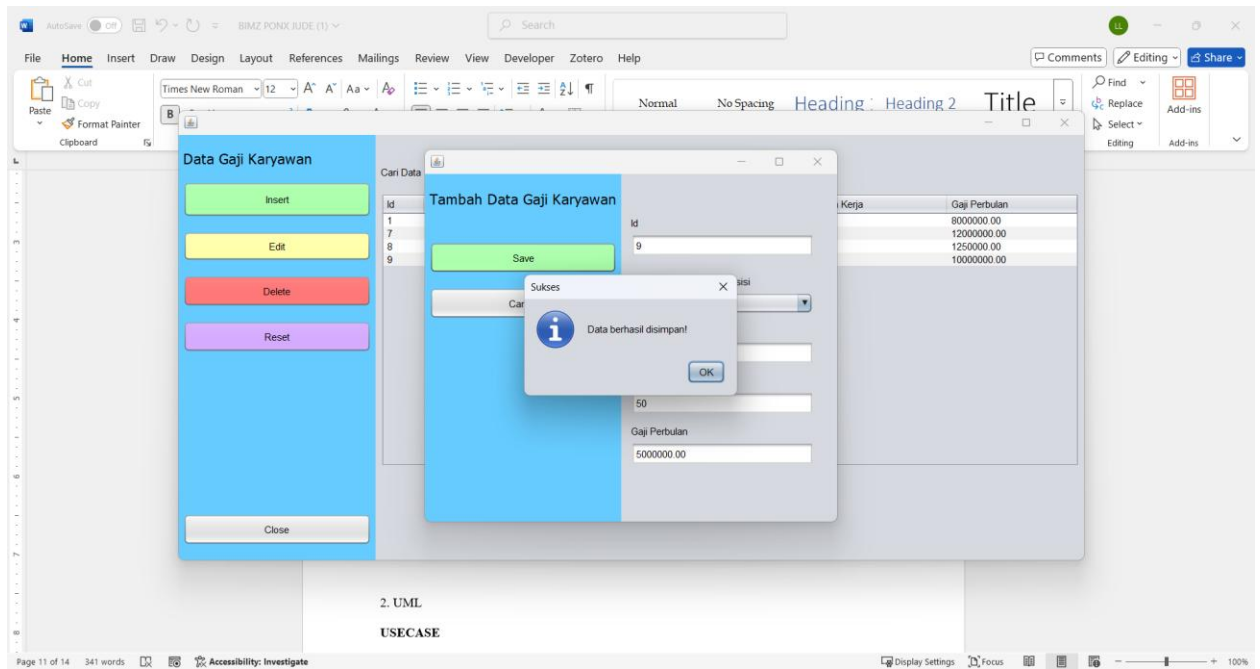 AutoSave Off BIMZ PONX JUDE (1) Search LL
File Home Insert Draw Design Layout References Mailings Review View Developer Zotero Help Comments Editing Share
Paste
Cut
Copy
Format Painter
Clipboard
Times New Roman 12
B
Normal No Spacing Heading Heading 2 Title
Find
Replace
Select
Editing
Add-ins
Add-ins
Data Gaji Karyawan
Insert
Edit
Delete
Reset
Close
Cari Data
Id Kerja Gaji Perbulan
1 8000000.00
7 12000000.00
8 1250000.00
9 10000000.00
Tambah Data Gaji Karyawan
Save
Id
9
50
Gaji Perbulan
5000000.00
Sukses
Data berhasil disimpan!
OK
2. UML
USECASE
Page 11 of 14 341 words Accessibility: Investigate Display Settings Focus 100%